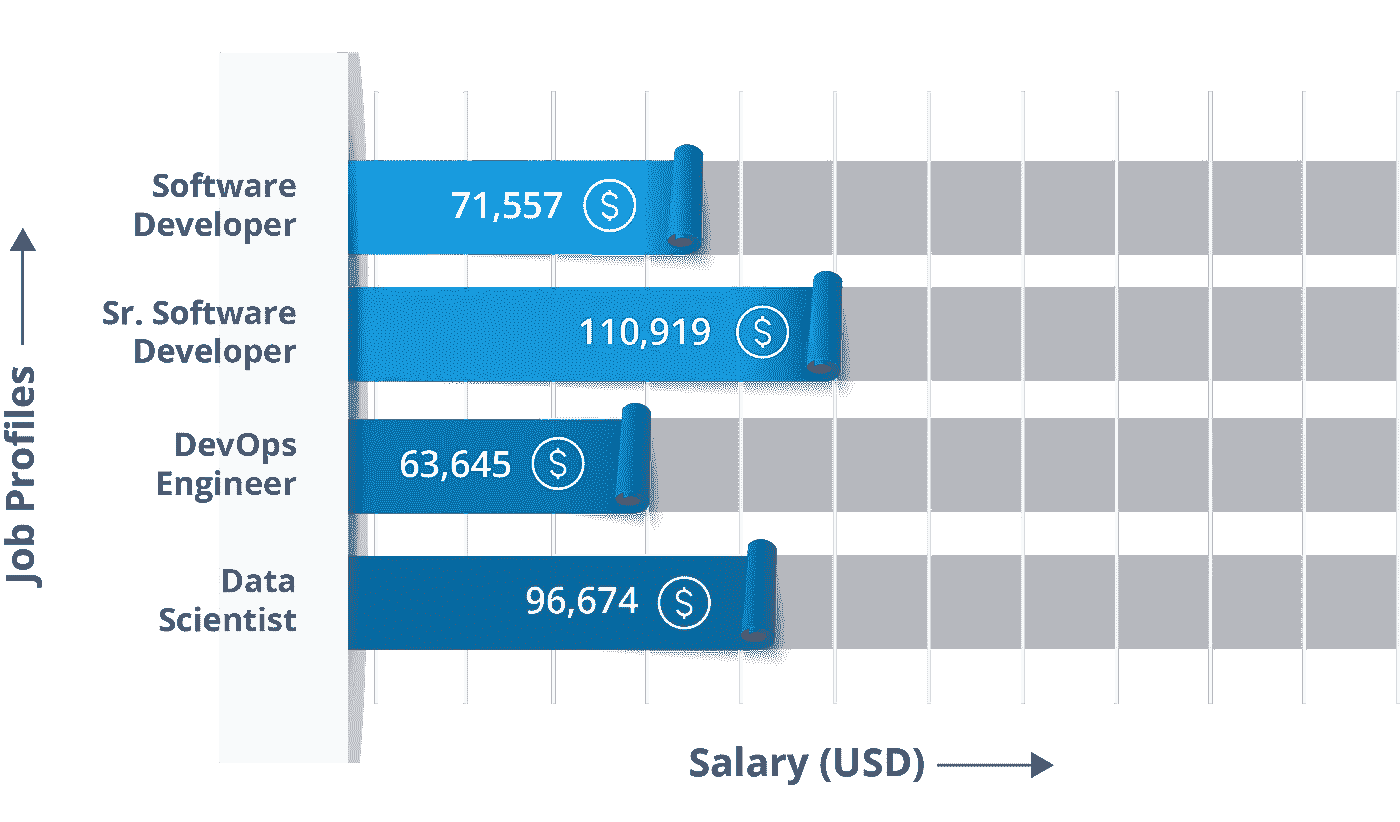 Software
Developer
71,557 $
Sr. Software
Developer
110,919 $
DevOps
Engineer
63,645 $
Data
Scientist
96,674 $
Job Profiles
Salary (USD)